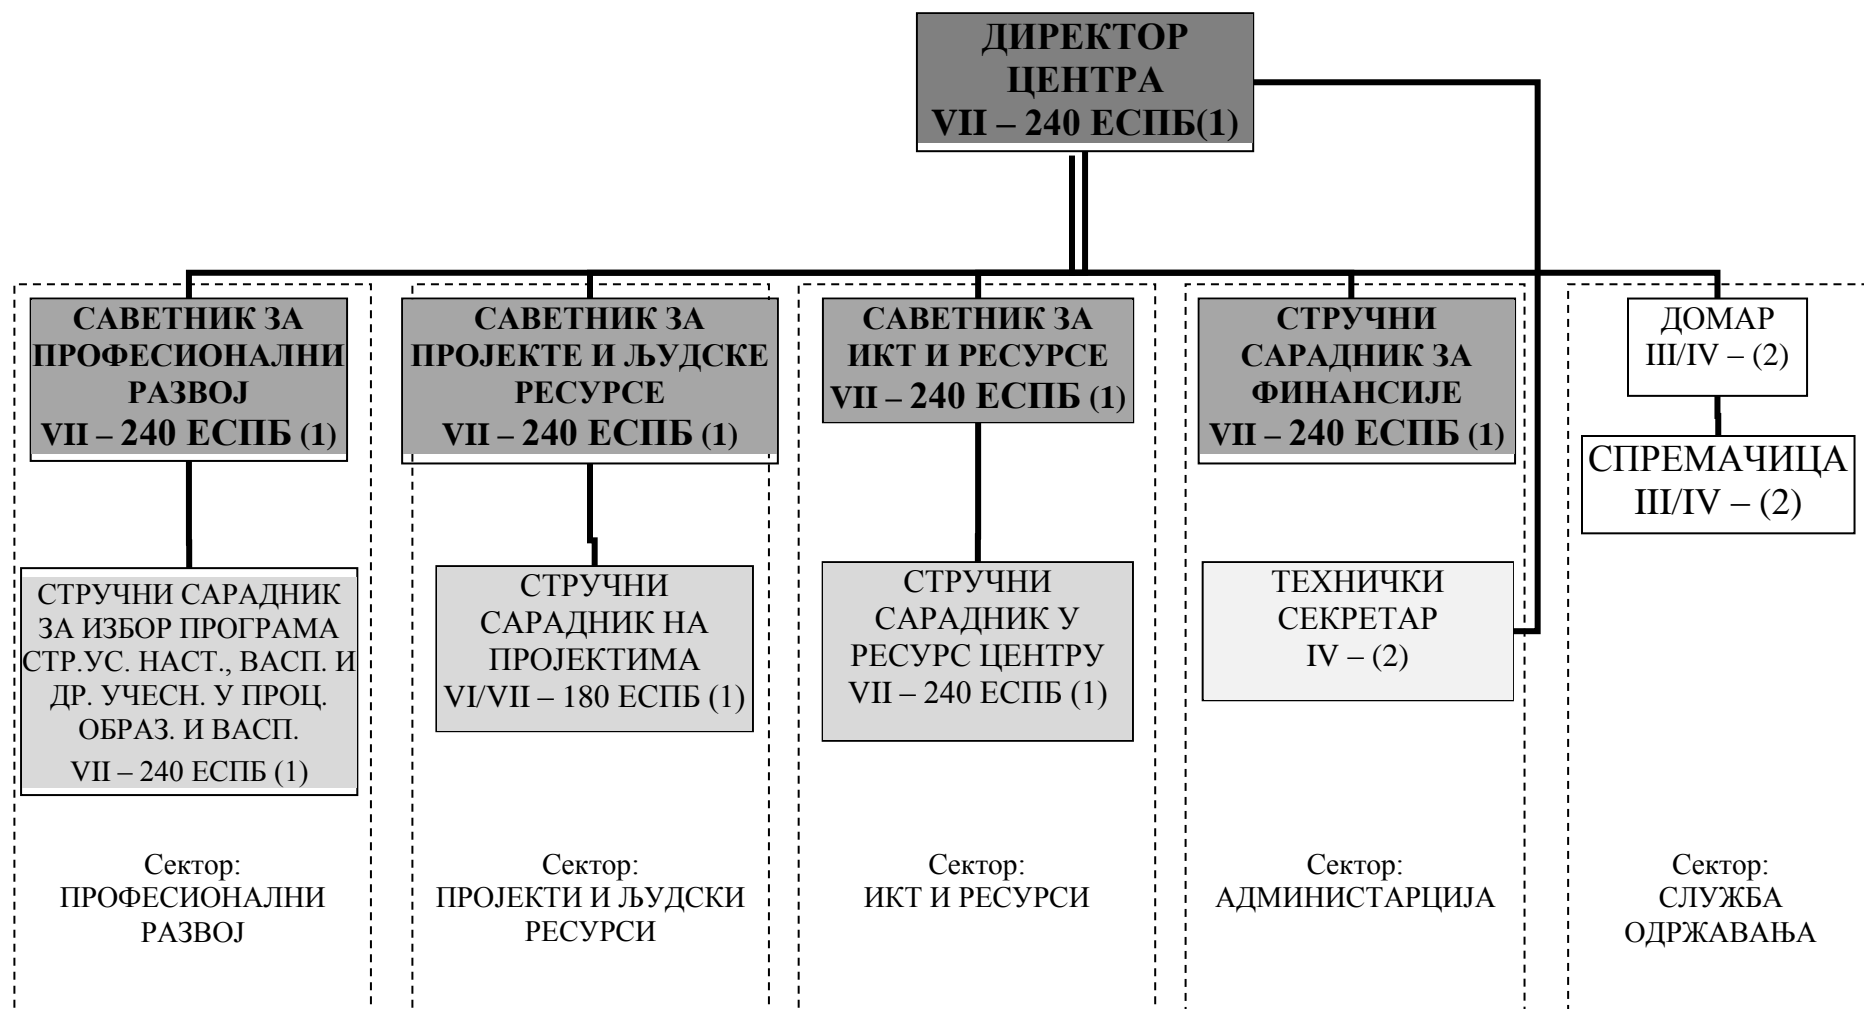 ДИРЕКТОР
ЦЕНТРА
VII – 240 ЕСПБ(1)
САВЕТНИК ЗА
ПРОФЕСИОНАЛНИ
РАЗВОЈ
VII – 240 ЕСПБ (1)
САВЕТНИК ЗА
ПРОЈЕКТЕ И ЉУДСКЕ
РЕСУРСЕ
VII – 240 ЕСПБ (1)
САВЕТНИК ЗА
ИКТ И РЕСУРСЕ
VII – 240 ЕСПБ (1)
СТРУЧНИ
САРАДНИК ЗА
ФИНАНСИЈЕ
VII – 240 ЕСПБ (1)
ДОМАР
III/IV – (2)
СПРЕМАЧИЦА
III/IV – (2)
СТРУЧНИ САРАДНИК
ЗА ИЗБОР ПРОГРАМА
СТР.УС. НАСТ., ВАСП. И
ДР. УЧЕСН. У ПРОЦ.
ОБРАЗ. И ВАСП.
VII – 240 ЕСПБ (1)
СТРУЧНИ
САРАДНИК НА
ПРОЈЕКТИМА
VI/VII – 180 ЕСПБ (1)
СТРУЧНИ
САРАДНИК У
РЕСУРС ЦЕНТРУ
VII – 240 ЕСПБ (1)
ТЕХНИЧКИ
СЕКРЕТАР
IV – (2)
Сектор:
ПРОФЕСИОНАЛНИ
РАЗВОЈ
Сектор:
ПРОЈЕКТИ И ЉУДСКИ
РЕСУРСИ
Сектор:
ИКТ И РЕСУРСИ
Сектор:
АДМИНИСТАРЦИЈА
Сектор:
СЛУЖБА
ОДРЖАВАЊА